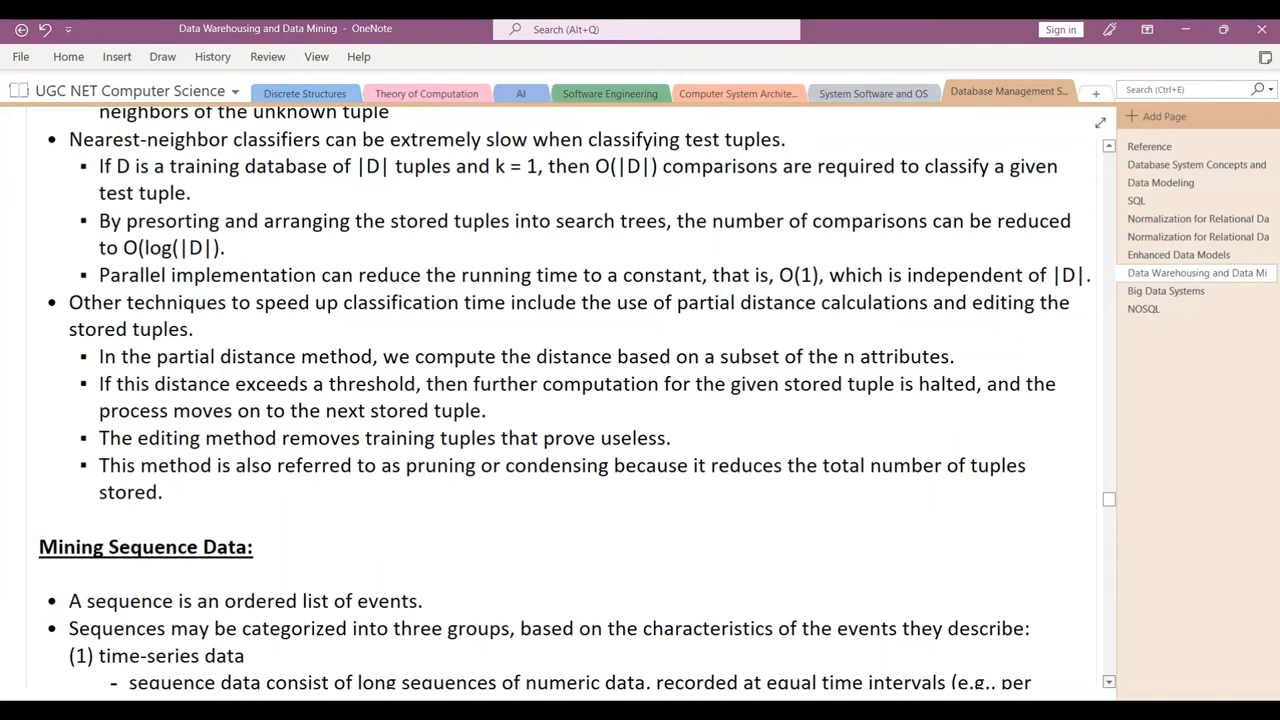 Data Warehousing and Data Mining - OneNote
Search (Alt+Q)
Sign in
File Home Insert Draw History Review View Help
UGC NET Computer Science
Discrete Structures
Theory of Computation
AI
Software Engineering
Computer System Archite...
System Software and OS
Database Management S...
Search (Ctrl+E)
neighbors of the unknown tuple
• Nearest-neighbor classifiers can be extremely slow when classifying test tuples.
▪ If D is a training database of |D| tuples and k = 1, then O(|D|) comparisons are required to classify a given
test tuple.
▪ By presorting and arranging the stored tuples into search trees, the number of comparisons can be reduced
to O(log(|D|).
▪ Parallel implementation can reduce the running time to a constant, that is, O(1), which is independent of |D|.
• Other techniques to speed up classification time include the use of partial distance calculations and editing the
stored tuples.
▪ In the partial distance method, we compute the distance based on a subset of the n attributes.
▪ If this distance exceeds a threshold, then further computation for the given stored tuple is halted, and the
process moves on to the next stored tuple.
▪ The editing method removes training tuples that prove useless.
▪ This method is also referred to as pruning or condensing because it reduces the total number of tuples
stored.
Mining Sequence Data:
• A sequence is an ordered list of events.
• Sequences may be categorized into three groups, based on the characteristics of the events they describe:
(1) time-series data
- sequence data consist of long sequences of numeric data, recorded at equal time intervals (e.g., per
Add Page
Reference
Database System Concepts and
Data Modeling
SQL
Normalization for Relational Da
Normalization for Relational Da
Enhanced Data Models
Data Warehousing and Data Mi
Big Data Systems
NOSQL